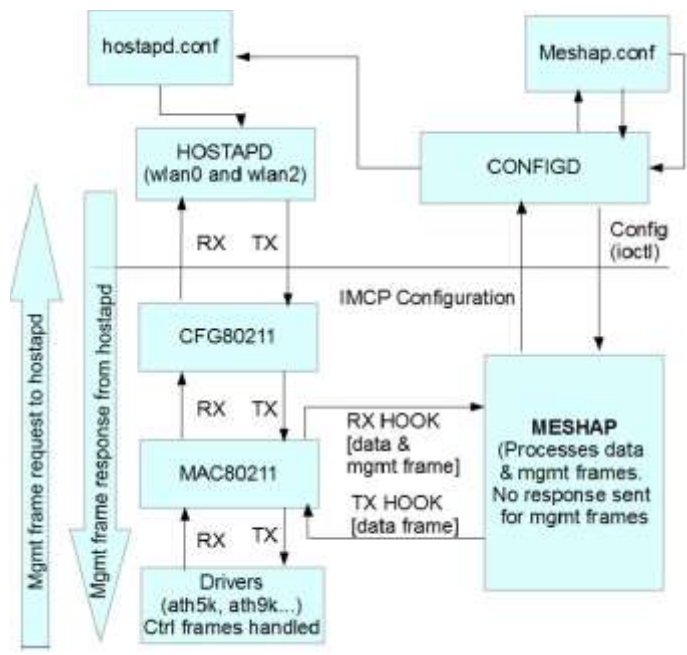 hostapd.conf
Meshap.conf
HOSTAPD
(wlan0 and wlan2)
CONFIGD
RX TX
Config
(ioctl)
IMCP Configuration
CFG80211
RX TX
RX HOOK
[data &
mgmt frame]
MAC80211
TX HOOK
[data frame]
MESHAP
(Processes data
& mgmt frames.
No response sent
for mgmt frames
RX TX
Drivers
(ath5k, ath9k...)
Ctrl frames handled
Mgmt frame request to hostapd
Mgmt frame response from hostapd